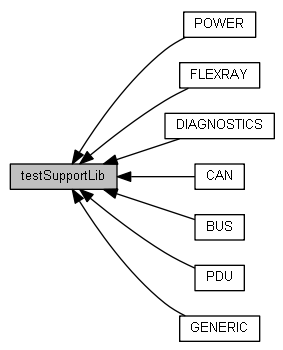 POWER
FLEXRAY
DIAGNOSTICS
testSupportLib
CAN
BUS
PDU
GENERIC